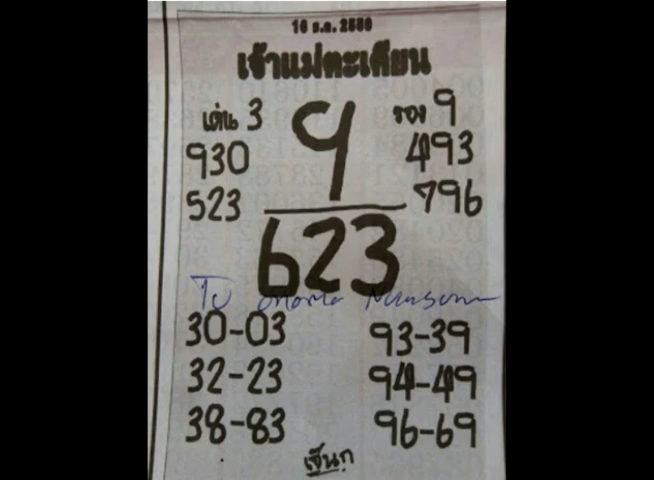 16 ธ.ค. 2560
เจ้าแม่ตะเคียน
เด่น 3 9 รอง 9
930 493
523 796
623
30-03 93-39
32-23 94-49
38-83 96-69